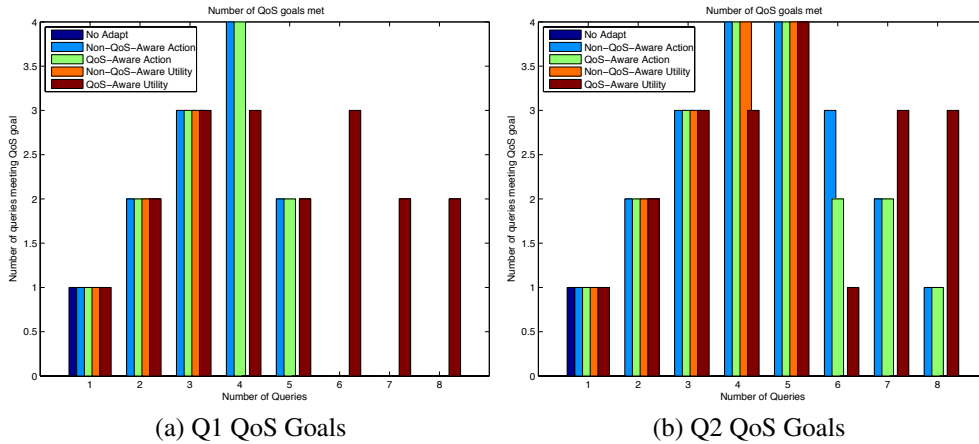 Number of QoS goals met
4
3.5
3
2.5
2
1.5
1
0.5
0
Number of queries meeting QoS goal
No Adapt
Non-QoS-Aware Action
QoS-Aware Action
Non-QoS-Aware Utility
QoS-Aware Utility
1 2 3 4 5 6 7 8
Number of Queries
(a) Q1 QoS Goals
Number of QoS goals met
4
3.5
3
2.5
2
1.5
1
0.5
0
Number of queries meeting QoS goal
No Adapt
Non-QoS-Aware Action
QoS-Aware Action
Non-QoS-Aware Utility
QoS-Aware Utility
1 2 3 4 5 6 7 8
Number of Queries
(b) Q2 QoS Goals